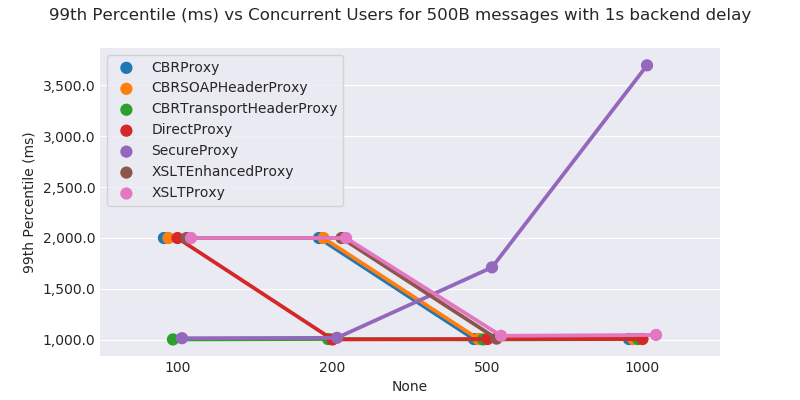 99th Percentile (ms) vs Concurrent Users for 500B messages with 1s backend delay
CBRProxy
CBRSOAPHeaderProxy
CBRTransportHeaderProxy
DirectProxy
SecureProxy
XSLTEnhancedProxy
XSLTProxy
99th Percentile (ms)
3,500.0
3,000.0
2,500.0
2,000.0
1,500.0
1,000.0
100 200 500 1000
None